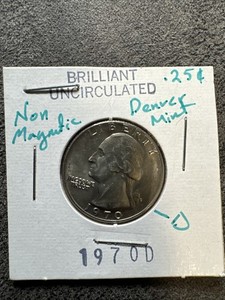 BRILLIANT
UNCIRCULATED
.25¢
Non
Magnetic
Denver
Mint
LIBERTY
1970
-D
1970D